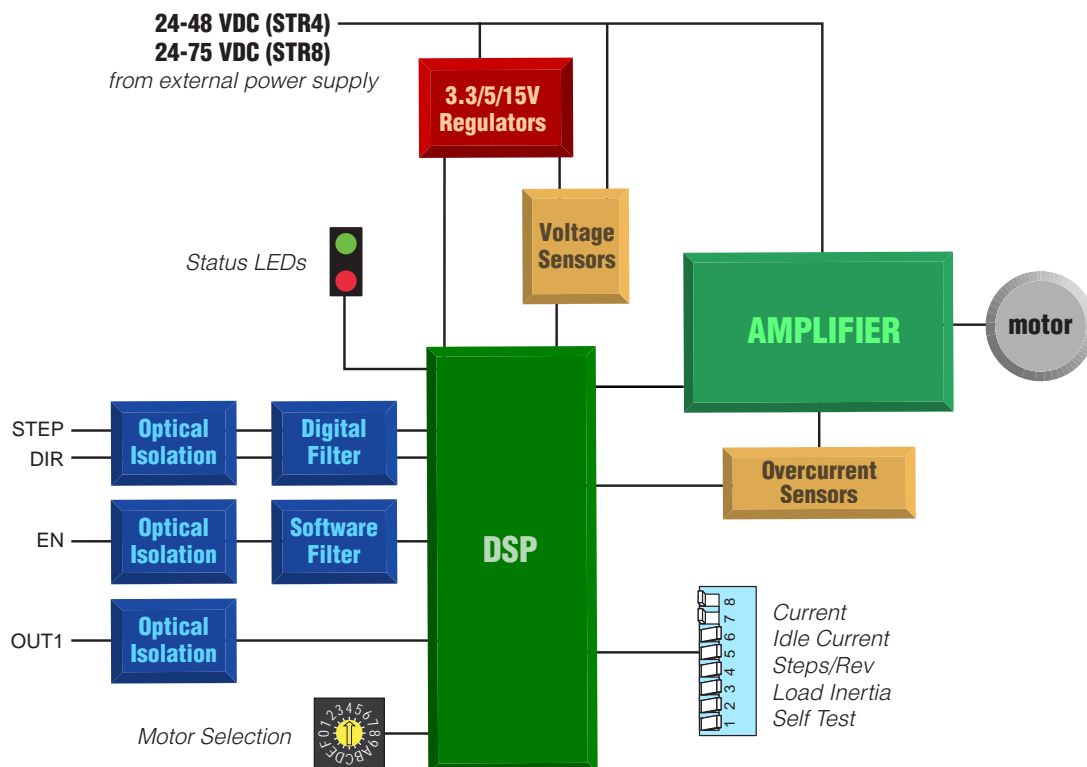 24-48 VDC (STR4)
24-75 VDC (STR8)
from external power supply
3.3/5/15V
Regulators
Voltage
Sensors
Status LEDs
AMPLIFIER
motor
STEP
DIR
Optical
Isolation
Digital
Filter
Overcurrent
Sensors
EN
Optical
Isolation
Software
Filter
DSP
OUT1
Optical
Isolation
8
7
6
5
4
3
2
1
Current
Idle Current
Steps/Rev
Load Inertia
Self Test
Motor Selection
0123456789ABCDEF